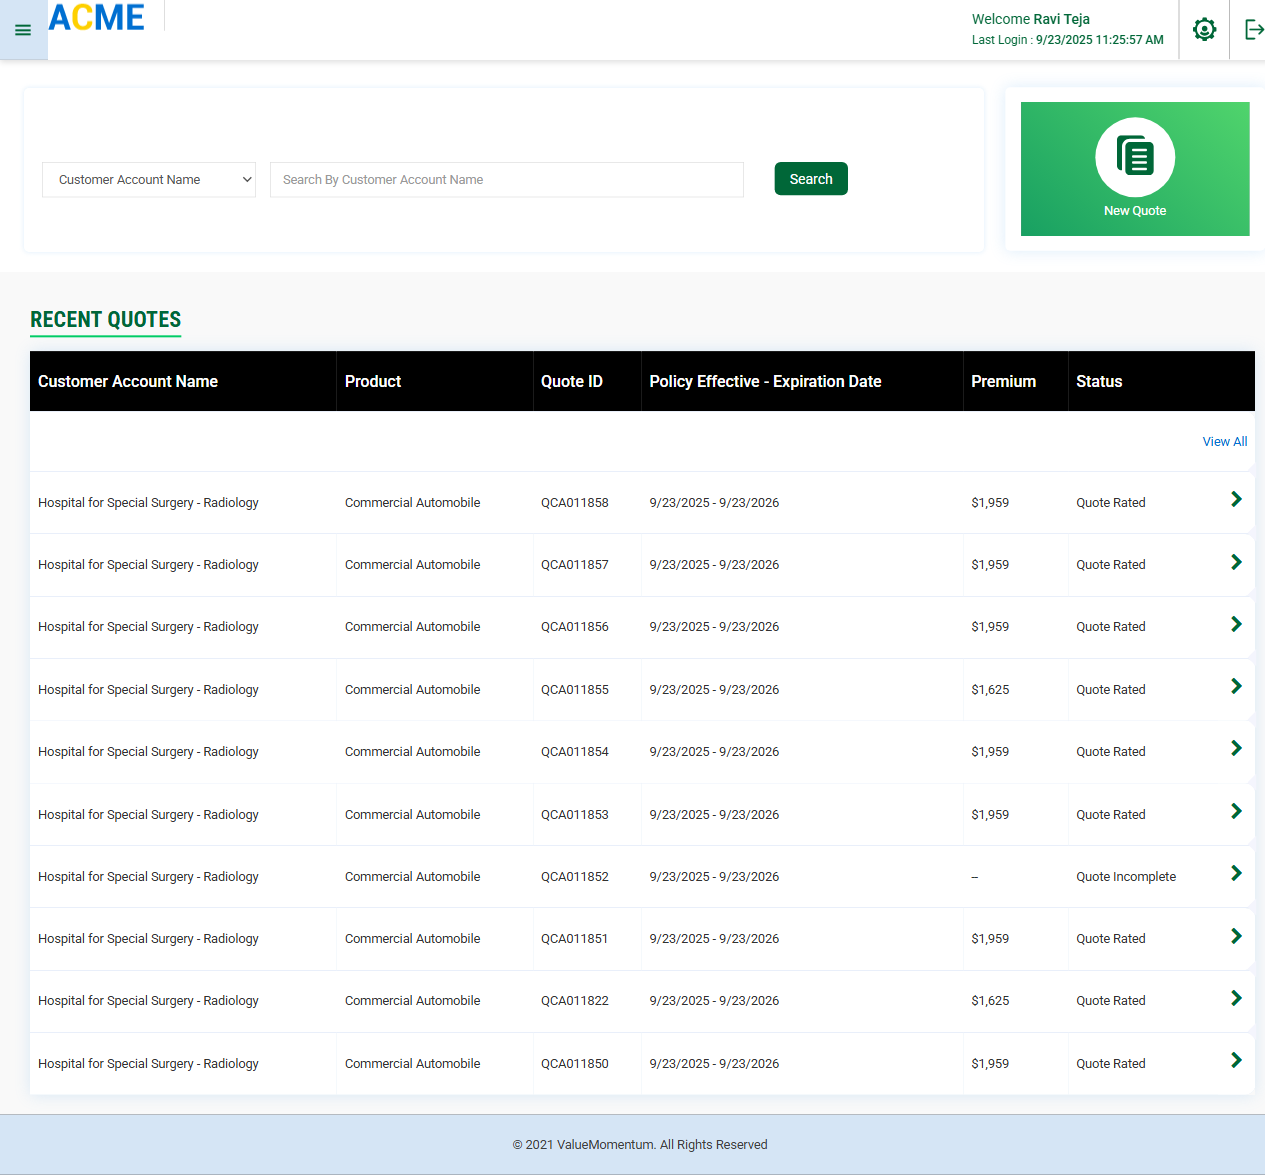 ACME
Welcome Ravi Teja
Last Login : 9/23/2025 11:25:57 AM
Customer Account Name
Search By Customer Account Name
Search
New Quote
RECENT QUOTES
Customer Account Name Product Quote ID Policy Effective - Expiration Date Premium Status
View All
Hospital for Special Surgery - Radiology Commercial Automobile QCA011858 9/23/2025 - 9/23/2026 $1,959 Quote Rated
Hospital for Special Surgery - Radiology Commercial Automobile QCA011857 9/23/2025 - 9/23/2026 $1,959 Quote Rated
Hospital for Special Surgery - Radiology Commercial Automobile QCA011856 9/23/2025 - 9/23/2026 $1,959 Quote Rated
Hospital for Special Surgery - Radiology Commercial Automobile QCA011855 9/23/2025 - 9/23/2026 $1,625 Quote Rated
Hospital for Special Surgery - Radiology Commercial Automobile QCA011854 9/23/2025 - 9/23/2026 $1,959 Quote Rated
Hospital for Special Surgery - Radiology Commercial Automobile QCA011853 9/23/2025 - 9/23/2026 $1,959 Quote Rated
Hospital for Special Surgery - Radiology Commercial Automobile QCA011852 9/23/2025 - 9/23/2026 -- Quote Incomplete
Hospital for Special Surgery - Radiology Commercial Automobile QCA011851 9/23/2025 - 9/23/2026 $1,959 Quote Rated
Hospital for Special Surgery - Radiology Commercial Automobile QCA011822 9/23/2025 - 9/23/2026 $1,625 Quote Rated
Hospital for Special Surgery - Radiology Commercial Automobile QCA011850 9/23/2025 - 9/23/2026 $1,959 Quote Rated
© 2021 ValueMomentum. All Rights Reserved